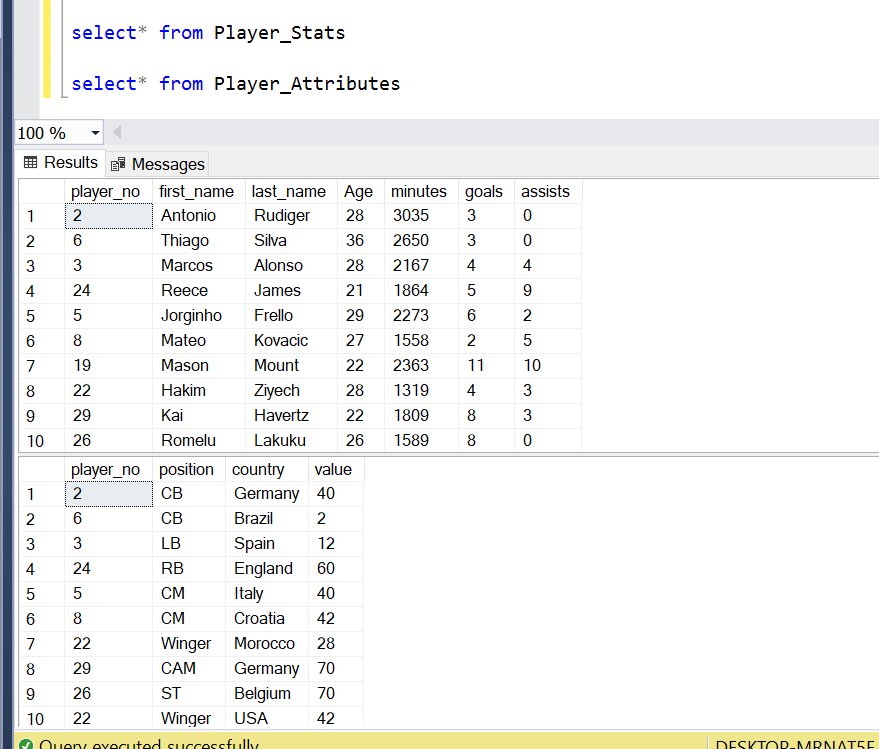 select* from Player_Stats
select* from Player_Attributes
100 %
Results Messages
player_no first_name last_name Age minutes goals assists
1 2 Antonio Rudiger 28 3035 3 0
2 6 Thiago Silva 36 2650 3 0
3 3 Marcos Alonso 28 2167 4 4
4 24 Reece James 21 1864 5 9
5 5 Jorginho Frello 29 2273 6 2
6 8 Mateo Kovacic 27 1558 2 5
7 19 Mason Mount 22 2363 11 10
8 22 Hakim Ziyech 28 1319 4 3
9 29 Kai Havertz 22 1809 8 3
10 26 Romelu Lakuku 26 1589 8 0
player_no position country value
1 2 CB Germany 40
2 6 CB Brazil 2
3 3 LB Spain 12
4 24 RB England 60
5 5 CM Italy 40
6 8 CM Croatia 42
7 22 Winger Morocco 28
8 29 CAM Germany 70
9 26 ST Belgium 70
10 22 Winger USA 42
Query executed successfully DESKTOP-MRNAT5F